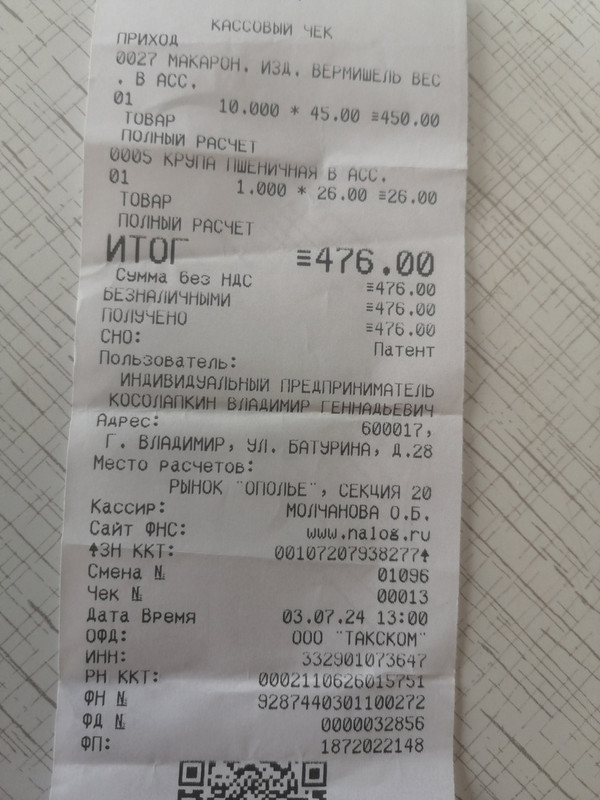 КАССОВЫЙ ЧЕК
ПРИХОД
0027 МАКАРОН. ИЗД. ВЕРМИШЕЛЬ ВЕС
. В АСС.
01 10.000 * 45.00 ≡450.00
ТОВАР
ПОЛНЫЙ РАСЧЕТ
0005 КРУПА ПШЕНИЧНАЯ В АСС.
01 1.000 * 26.00 ≡26.00
ТОВАР
ПОЛНЫЙ РАСЧЕТ
ИТОГ ≡476.00
Сумма без НДС ≡476.00
БЕЗНАЛИЧНЫМИ ≡476.00
ПОЛУЧЕНО ≡476.00
СНО: Патент
Пользователь:
ИНДИВИДУАЛЬНЫЙ ПРЕДПРИНИМАТЕЛЬ
КОСОЛАПКИН ВЛАДИМИР ГЕННАДЬЕВИЧ
Адрес: 600017,
Г. ВЛАДИМИР, УЛ. БАТУРИНА, Д.28
Место расчетов:
РЫНОК "ОПОЛЬЕ", СЕКЦИЯ 20
Кассир: МОЛЧАНОВА О.Б.
Сайт ФНС: www.nalog.ru
↑ЗН ККТ: 00107207938277↑
Смена № 01096
Чек № 00013
Дата Время 03.07.24 13:00
ОФД: ООО "ТАКСКОМ"
ИНН: 332901073647
РН ККТ: 0002110626015751
ФН № 9287440301100272
ФД № 0000032856
ФП: 1872022148